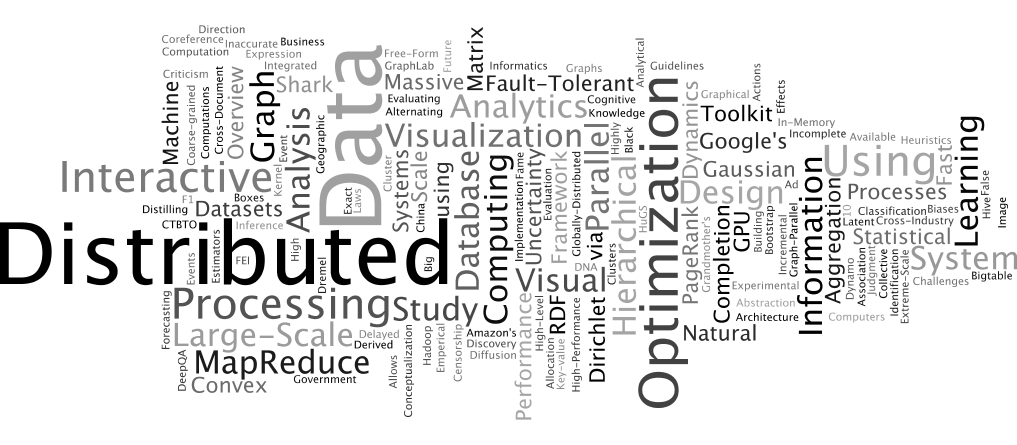 Direction
Coreference
Inaccurate
Business
Computation
Expression
Integrated
Criticism
Shark
Machine
Coarse-grained
Computations
Cross-Document
Overview
Graph
Event
Kernel
Analysis
Geographic
Data
Exact
Laws
Free-Form
GraphLab
Future
Matrix
Massive
Evaluating
Alternating
Informatics
Graphs
Fault-Tolerant
Analytics
Cognitive
Knowledge
Analytical
Guidelines
Visualization
Highly
Black
Parallel
Optimization
Dynamics
Graphical
Actions
Effects
Toolkit
In-Memory
Incomplete
Google's
Available
Heuristics
Gaussian
Using
Fast
Learning
Interactive
F1
Boxes
Distilling
Datasets
CTBTO
Inference
Cluster
Systems
Scale
China
using
Database
Computing
Implementation
Fame
Uncertainty
Evaluation
Framework
Globally-Distributed
via
DNA
Clusters
Hierarchical
HuGS
Design
Ad
Processes
Information
Aggregation
10
Latent
Classification
Biases
Cross-Industry
Hive
False
Image
Distributed
Events
Estimators
FEI
High
Dremel
Big
Visual
PageRank
Grandmother's
Completion
GPU
Building
Bootstrap
Incremental
Graph-Parallel
Statistical
System
Bigtable
Dynamo
Association
Judgment
Collective
Identification
Extreme-Scale
Challenges
Experimental
Abstraction
Architecture
Computers
Natural
Forecasting
Processing
Study
Large-Scale
Delayed
Derived
DeepQA
MapReduce
Convex
Government
Allows
Conceptualization
Hadoop
Emperical
Censorship
Amazon's
Discovery
Diffusion
Performance
High-Level
RDF
Allocation
Key-value
High-Performance
Dirichlet